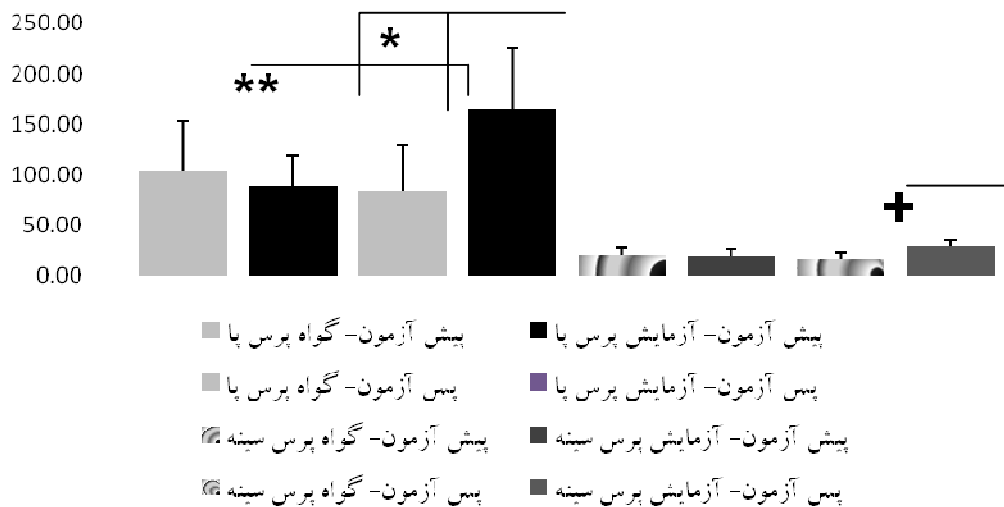 250.00
200.00
150.00
100.00
50.00
0.00
*
**
+
پیش آزمون- گواه پرس پا
پیش آزمون- آزمایش پرس پا
پس آزمون- گواه پرس پا
پس آزمون- آزمایش پرس پا
پیش آزمون- گواه پرس سینه
پیش آزمون- آزمایش پرس سینه
پس آزمون- گواه پرس سینه
پس آزمون- آزمایش پرس سینه